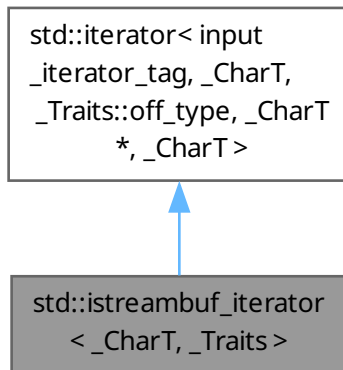 std::iterator< input
_iterator_tag, _CharT,
_Traits::off_type, _CharT
*, _CharT >
std::istreambuf_iterator
< _CharT, _Traits >